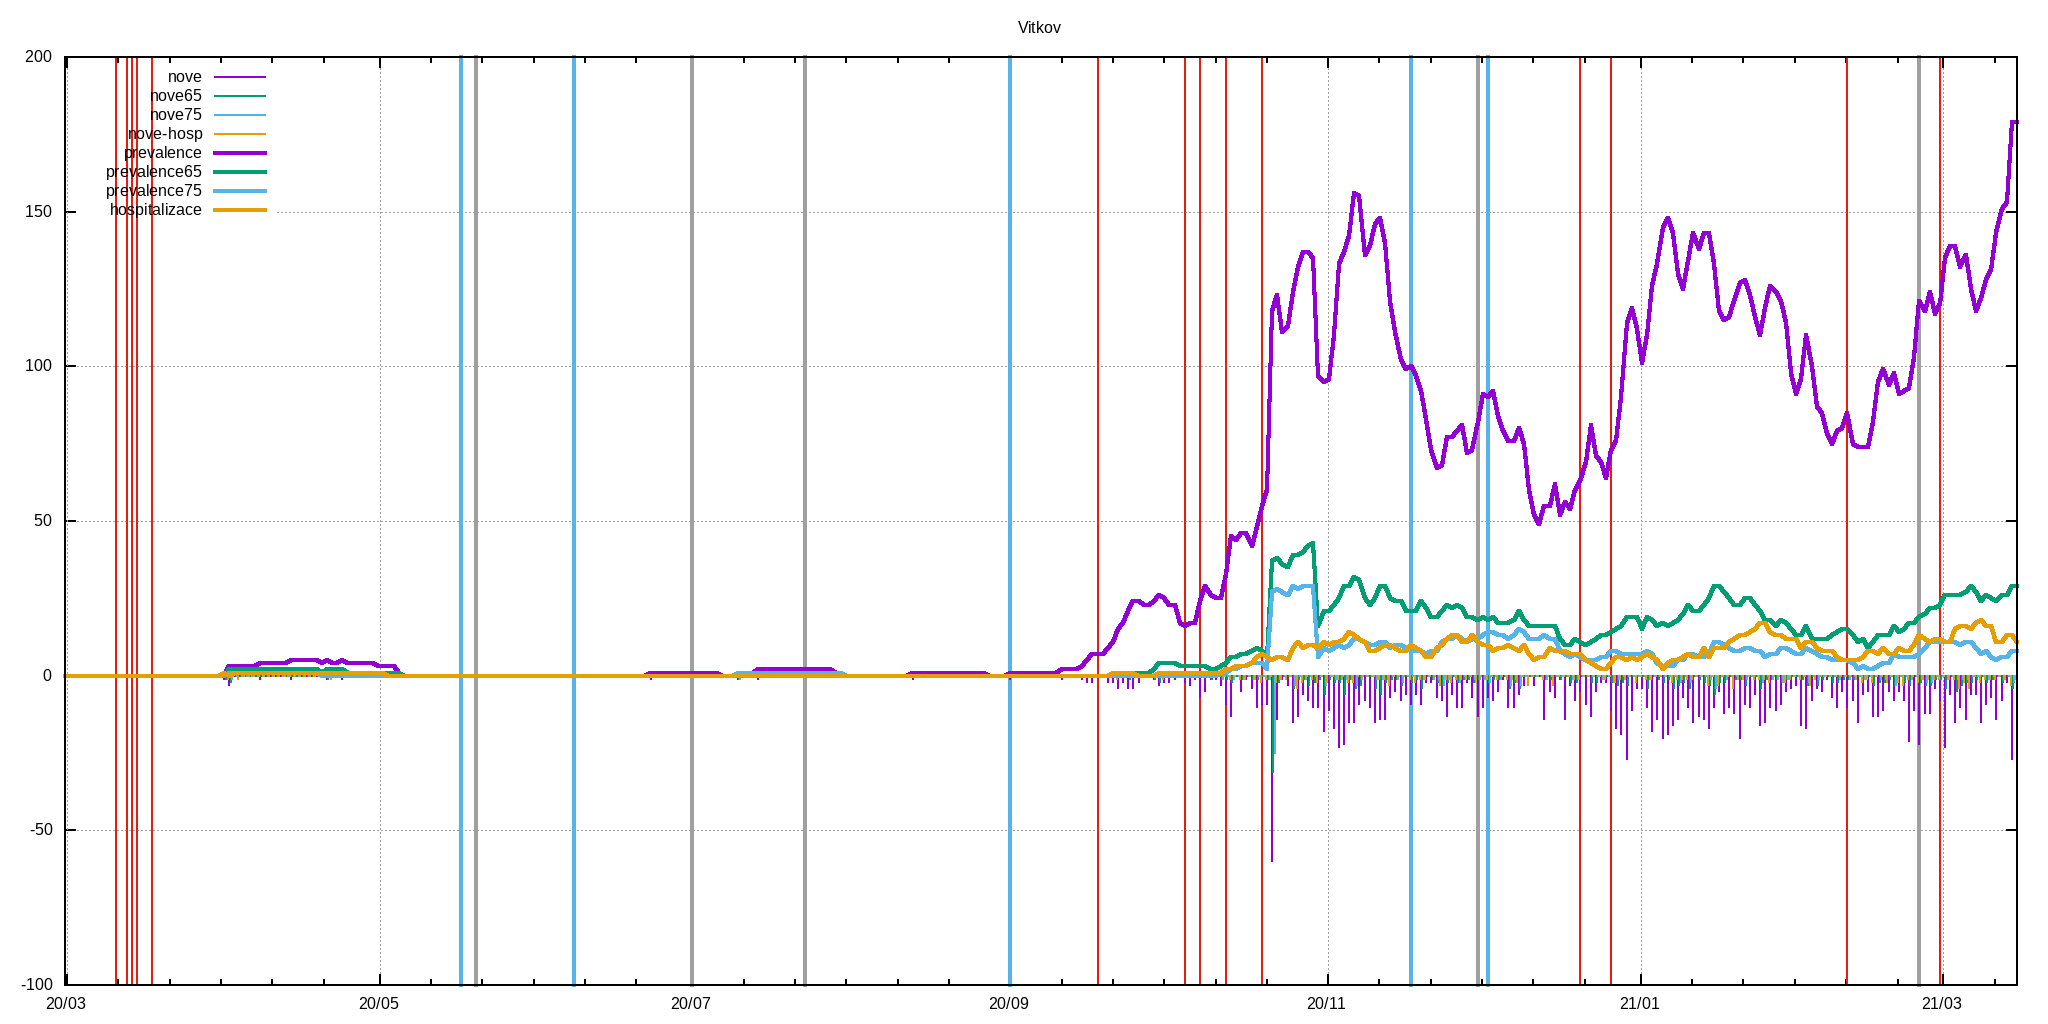 Vitkov
200
150
100
50
0
-50
-100
nove
nove65
nove75
nove-hosp
prevalence
prevalence65
prevalence75
hospitalizace
20/03 20/05 20/07 20/09 20/11 21/01 21/03